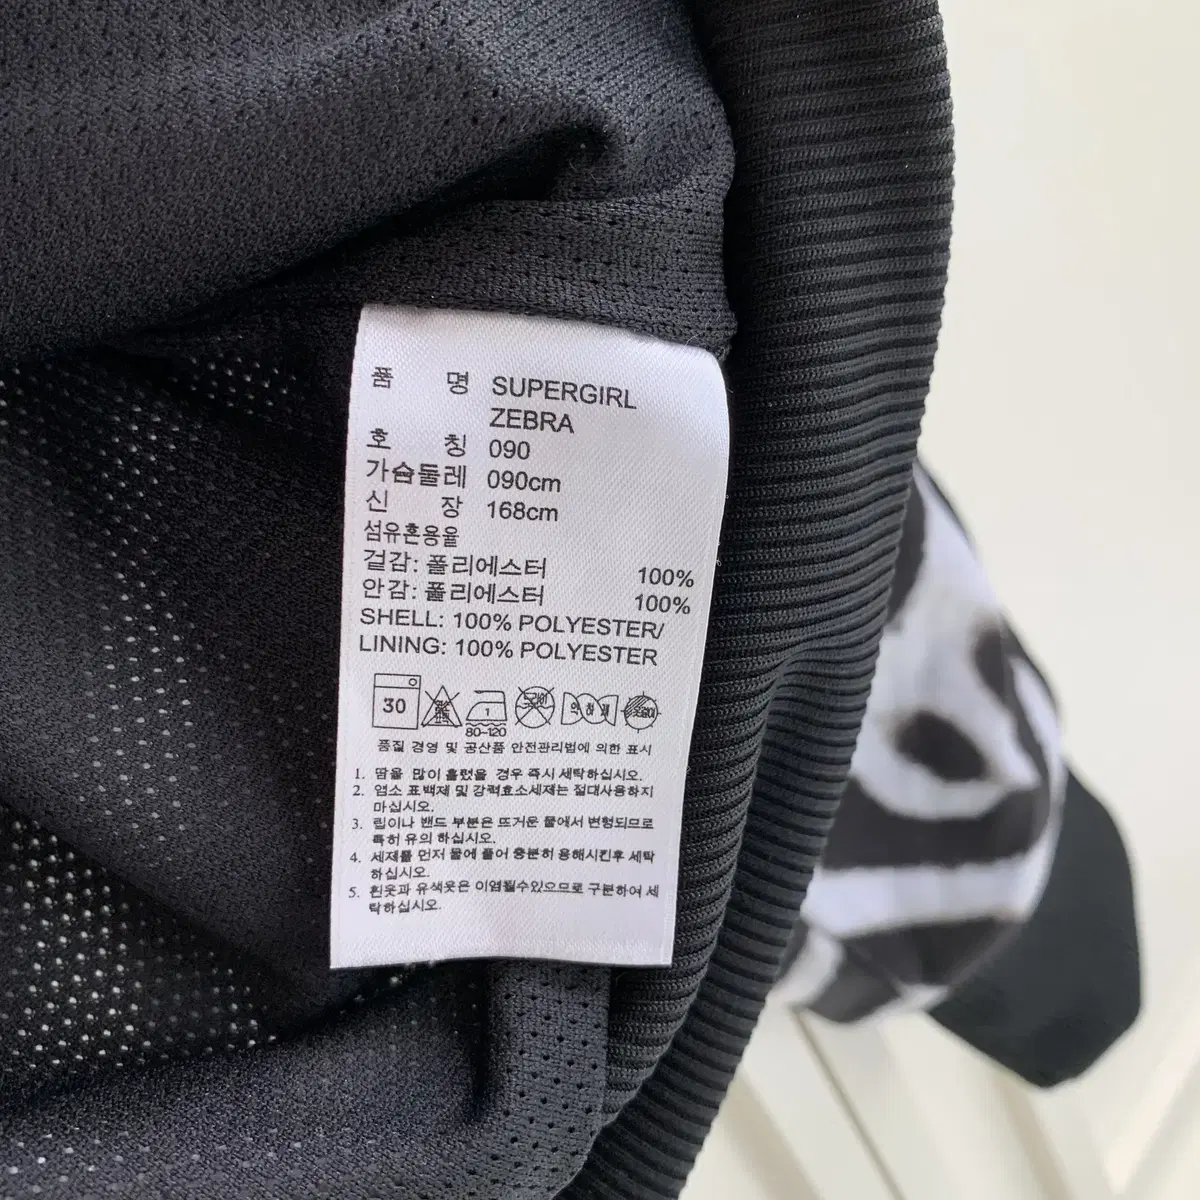 품 명 SUPERGIRL
ZEBRA
호 칭 090
가슴둘레 090cm
신 장 168cm
섬유혼용율
겉감: 폴리에스터 100%
안감: 폴리에스터 100%
SHELL: 100% POLYESTER/
LINING: 100% POLYESTER
30 1 드라이
80-120
품질 경영 및 공산품 안전관리법에 의한 표시
1. 땀을 많이 흘렸을 경우 즉시 세탁하십시오.
2. 염소 표백제 및 강력효소세제는 절대사용하지
마십시오.
3. 립이나 밴드 부분은 뜨거운 물에서 변형되므로
특히 유의 하십시오.
4. 세제를 먼저 물에 풀어 충분히 용해시킨후 세탁
하십시오.
5. 흰옷과 유색옷은 이염될수있으므로 구분하여 세
탁하십시오.